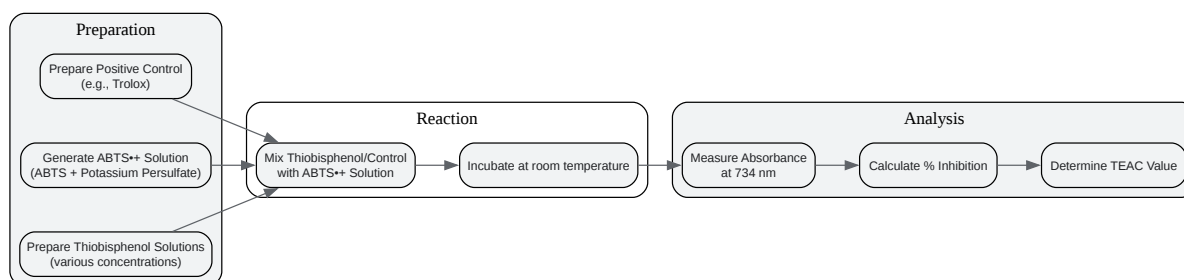 Preparation
Prepare Positive Control
(e.g., Trolox)
Generate ABTS•+ Solution
(ABTS + Potassium Persulfate)
Prepare Thiobisphenol Solutions
(various concentrations)
Reaction
Mix Thiobisphenol/Control
with ABTS•+ Solution
Incubate at room temperature
Analysis
Measure Absorbance
at 734 nm
Calculate % Inhibition
Determine TEAC Value